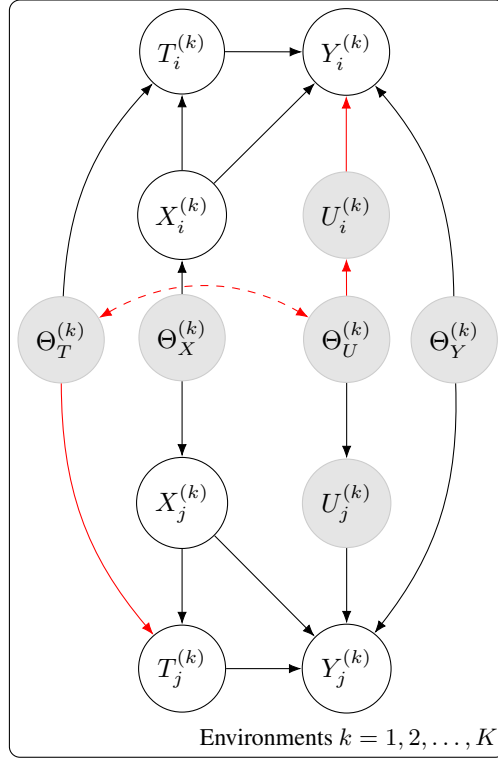 T_i^{(k)} Y_i^{(k)}
X_i^{(k)} U_i^{(k)}
Θ_T^{(k)} Θ_X^{(k)} Θ_U^{(k)} Θ_Y^{(k)}
X_j^{(k)} U_j^{(k)}
T_j^{(k)} Y_j^{(k)}
Environments k = 1, 2, . . . , K